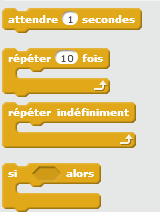 attendre 1 secondes
répéter 10 fois
répéter indéfiniment
si alors